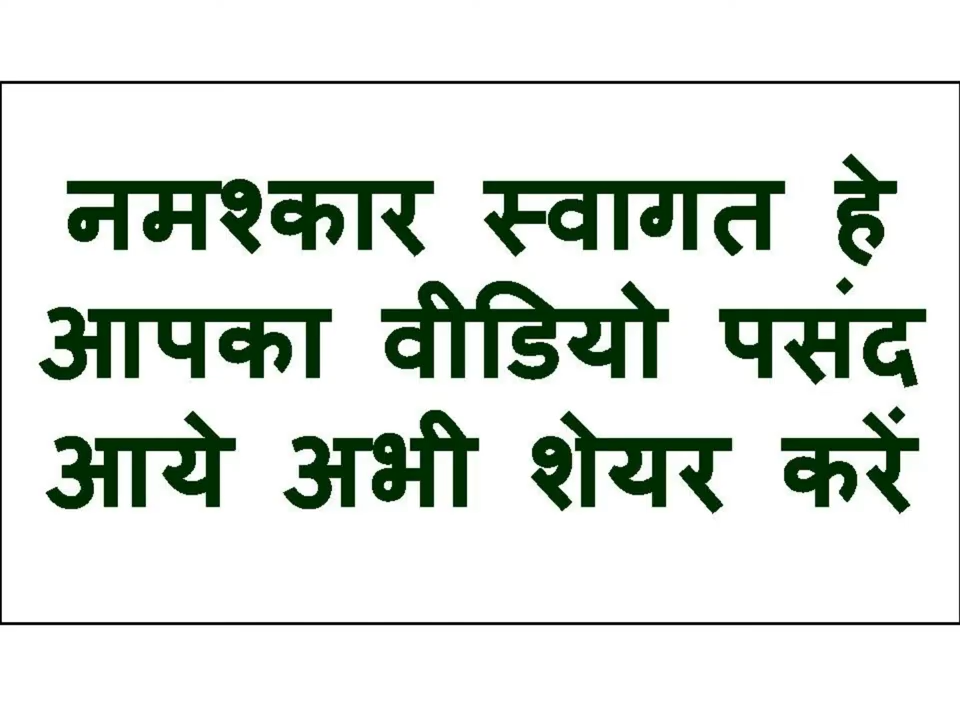 नमश्कार स्वागत हे
आपका वीडियो पसंद
आये अभी शेयर करें